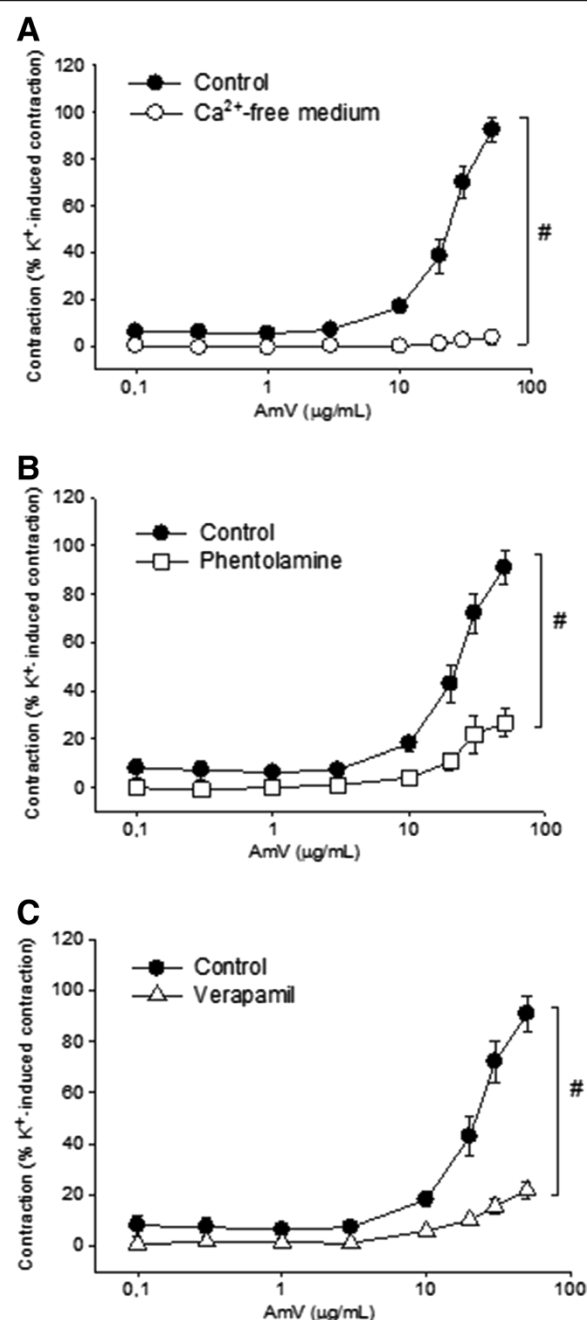 A
Contraction (% K⁺-induced contraction)
120
100
80
60
40
20
0
Control
Ca²⁺-free medium
#
0,1
1
10
100
AmV (µg/mL)
B
Contraction (% K⁺-induced contraction)
120
100
80
60
40
20
0
Control
Phentolamine
#
0,1
1
10
100
AmV (µg/mL)
C
Contraction (% K⁺-induced contraction)
120
100
80
60
40
20
0
Control
Verapamil
#
0,1
1
10
100
AmV (µg/mL)